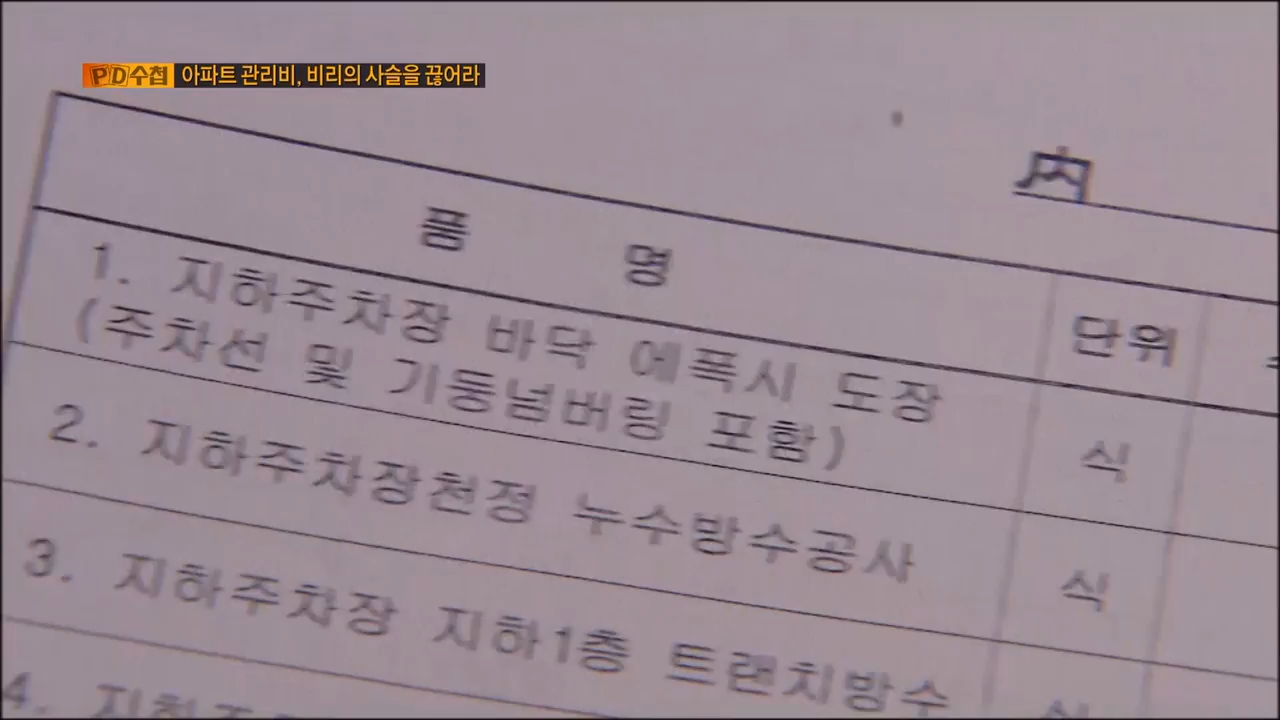 PD수첩 아파트 관리비, 비리의 사슬을 끊어라
内
품 명 단위
1. 지하주차장 바닥 에폭시 도장
(주차선 및 기둥넘버링 포함) 식
2. 지하주차장천정 누수방수공사 식
3. 지하주차장 지하1층 트랜치방수 식
4.